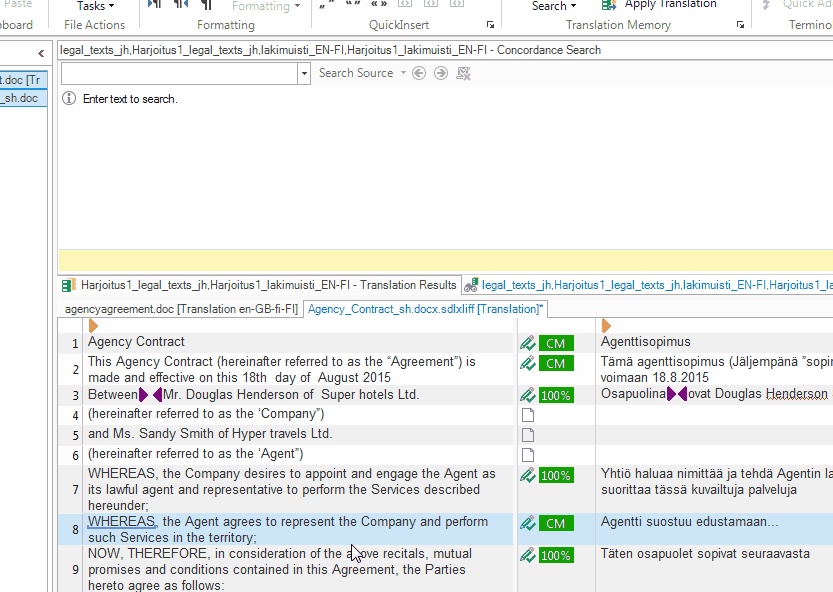 Paste
Tasks
Formatting
Search
Apply Translation
Quick Ad
board
File Actions
Formatting
QuickInsert
Translation Memory
Termino
legal_texts_jh,Harjoitus1_legal_texts_jh,lakimuisti_EN-FI,Harjoitus1_lakimuisti_EN-FI - Concordance Search
t.doc [Tr
_sh.doc
Search Source
Enter text to search.
Harjoitus1_legal_texts_jh,Harjoitus1_lakimuisti_EN-FI - Translation Results
legal_texts_jh,Harjoitus1_legal_texts_jh,lakimuisti_EN-FI,Harjoitus1_la
agencyagreement.doc [Translation en-GB-fi-FI]
Agency_Contract_sh.docx.sdlxliff [Translation]*
1 Agency Contract CM Agenttisopimus
2 This Agency Contract (hereinafter referred to as the “Agreement”) is CM Tämä agenttisopimus (Jäljempänä ”sopi
made and effective on this 18th day of August 2015 voimaan 18.8.2015
3 Between Mr. Douglas Henderson of Super hotels Ltd. 100% Osapuolina ovat Douglas Henderson
4 (hereinafter referred to as the ‘Company”)
5 and Ms. Sandy Smith of Hyper travels Ltd.
6 (hereinafter referred to as the ‘Agent”)
7 WHEREAS, the Company desires to appoint and engage the Agent as 100% Yhtiö haluaa nimittää ja tehdä Agentin la
its lawful agent and representative to perform the Services described suorittaa tässä kuvailtuja palveluja
hereunder;
8 WHEREAS, the Agent agrees to represent the Company and perform CM Agentti suostuu edustamaan...
such Services in the territory;
9 NOW, THEREFORE, in consideration of the above recitals, mutual 100% Täten osapuolet sopivat seuraavasta
promises and conditions contained in this Agreement, the Parties
hereto agree as follows: